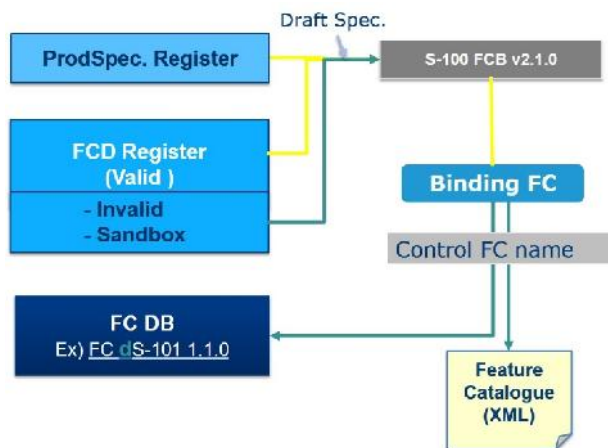 Draft Spec.
ProdSpec. Register
S-100 FCB v2.1.0
FCD Register
(Valid )
- Invalid
- Sandbox
Binding FC
Control FC name
FC DB
Ex) FC dS-101 1.1.0
Feature
Catalogue
(XML)